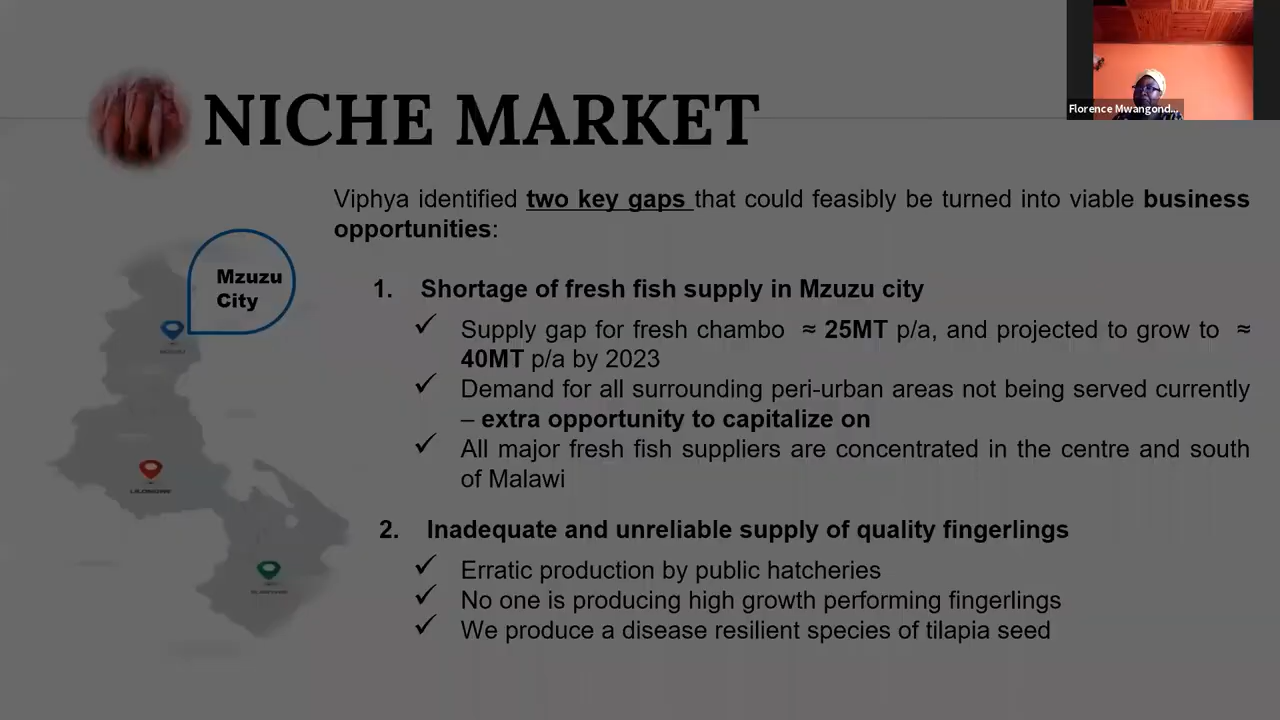 NICHE MARKET
Florence Mwangond...
Viphya identified two key gaps that could feasibly be turned into viable business
opportunities:
Mzuzu
City
1. Shortage of fresh fish supply in Mzuzu city
✓ Supply gap for fresh chambo ≈ 25MT p/a, and projected to grow to ≈
40MT p/a by 2023
✓ Demand for all surrounding peri-urban areas not being served currently
– extra opportunity to capitalize on
✓ All major fresh fish suppliers are concentrated in the centre and south
of Malawi
MZUZU
LILONGWE
2. Inadequate and unreliable supply of quality fingerlings
✓ Erratic production by public hatcheries
✓ No one is producing high growth performing fingerlings
✓ We produce a disease resilient species of tilapia seed
BLANTYRE